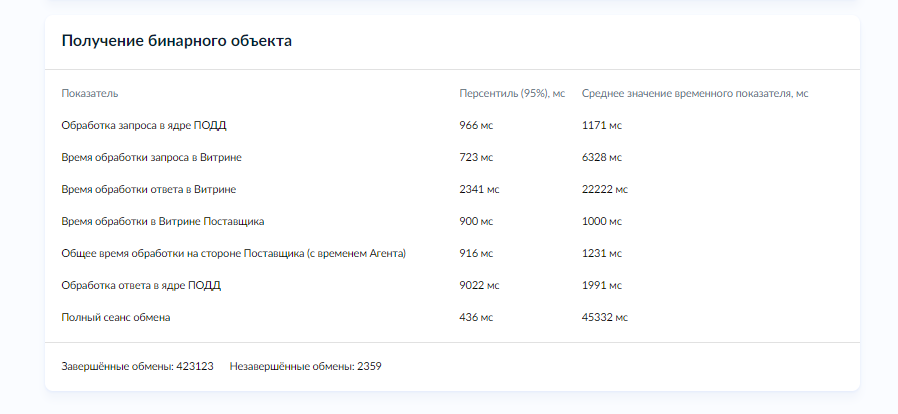 Получение бинарного объекта
Показатель Персентиль (95%), мс Среднее значение временного показателя, мс
Обработка запроса в ядре ПОДД 966 мс 1171 мс
Время обработки запроса в Витрине 723 мс 6328 мс
Время обработки ответа в Витрине 2341 мс 22222 мс
Время обработки в Витрине Поставщика 900 мс 1000 мс
Общее время обработки на стороне Поставщика (с временем Агента) 916 мс 1231 мс
Обработка ответа в ядре ПОДД 9022 мс 1991 мс
Полный сеанс обмена 436 мс 45332 мс
Завершённые обмены: 423123 Незавершённые обмены: 2359